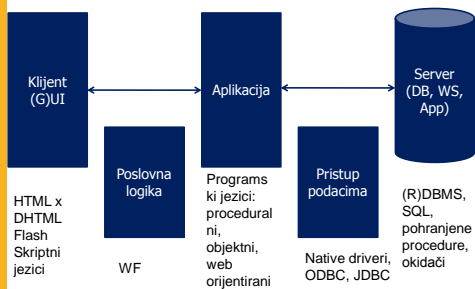 Klijent
(G)UI
Aplikacija
Server
(DB, WS,
App)
Poslovna
logika
Pristup
podacima
HTML x
DHTML
Flash
Skriptni
jezici
WF
Programs
ki jezici:
procedural
ni,
objektni,
web
orijentirani
Native driveri,
ODBC, JDBC
(R)DBMS,
SQL,
pohranjene
procedure,
okidači